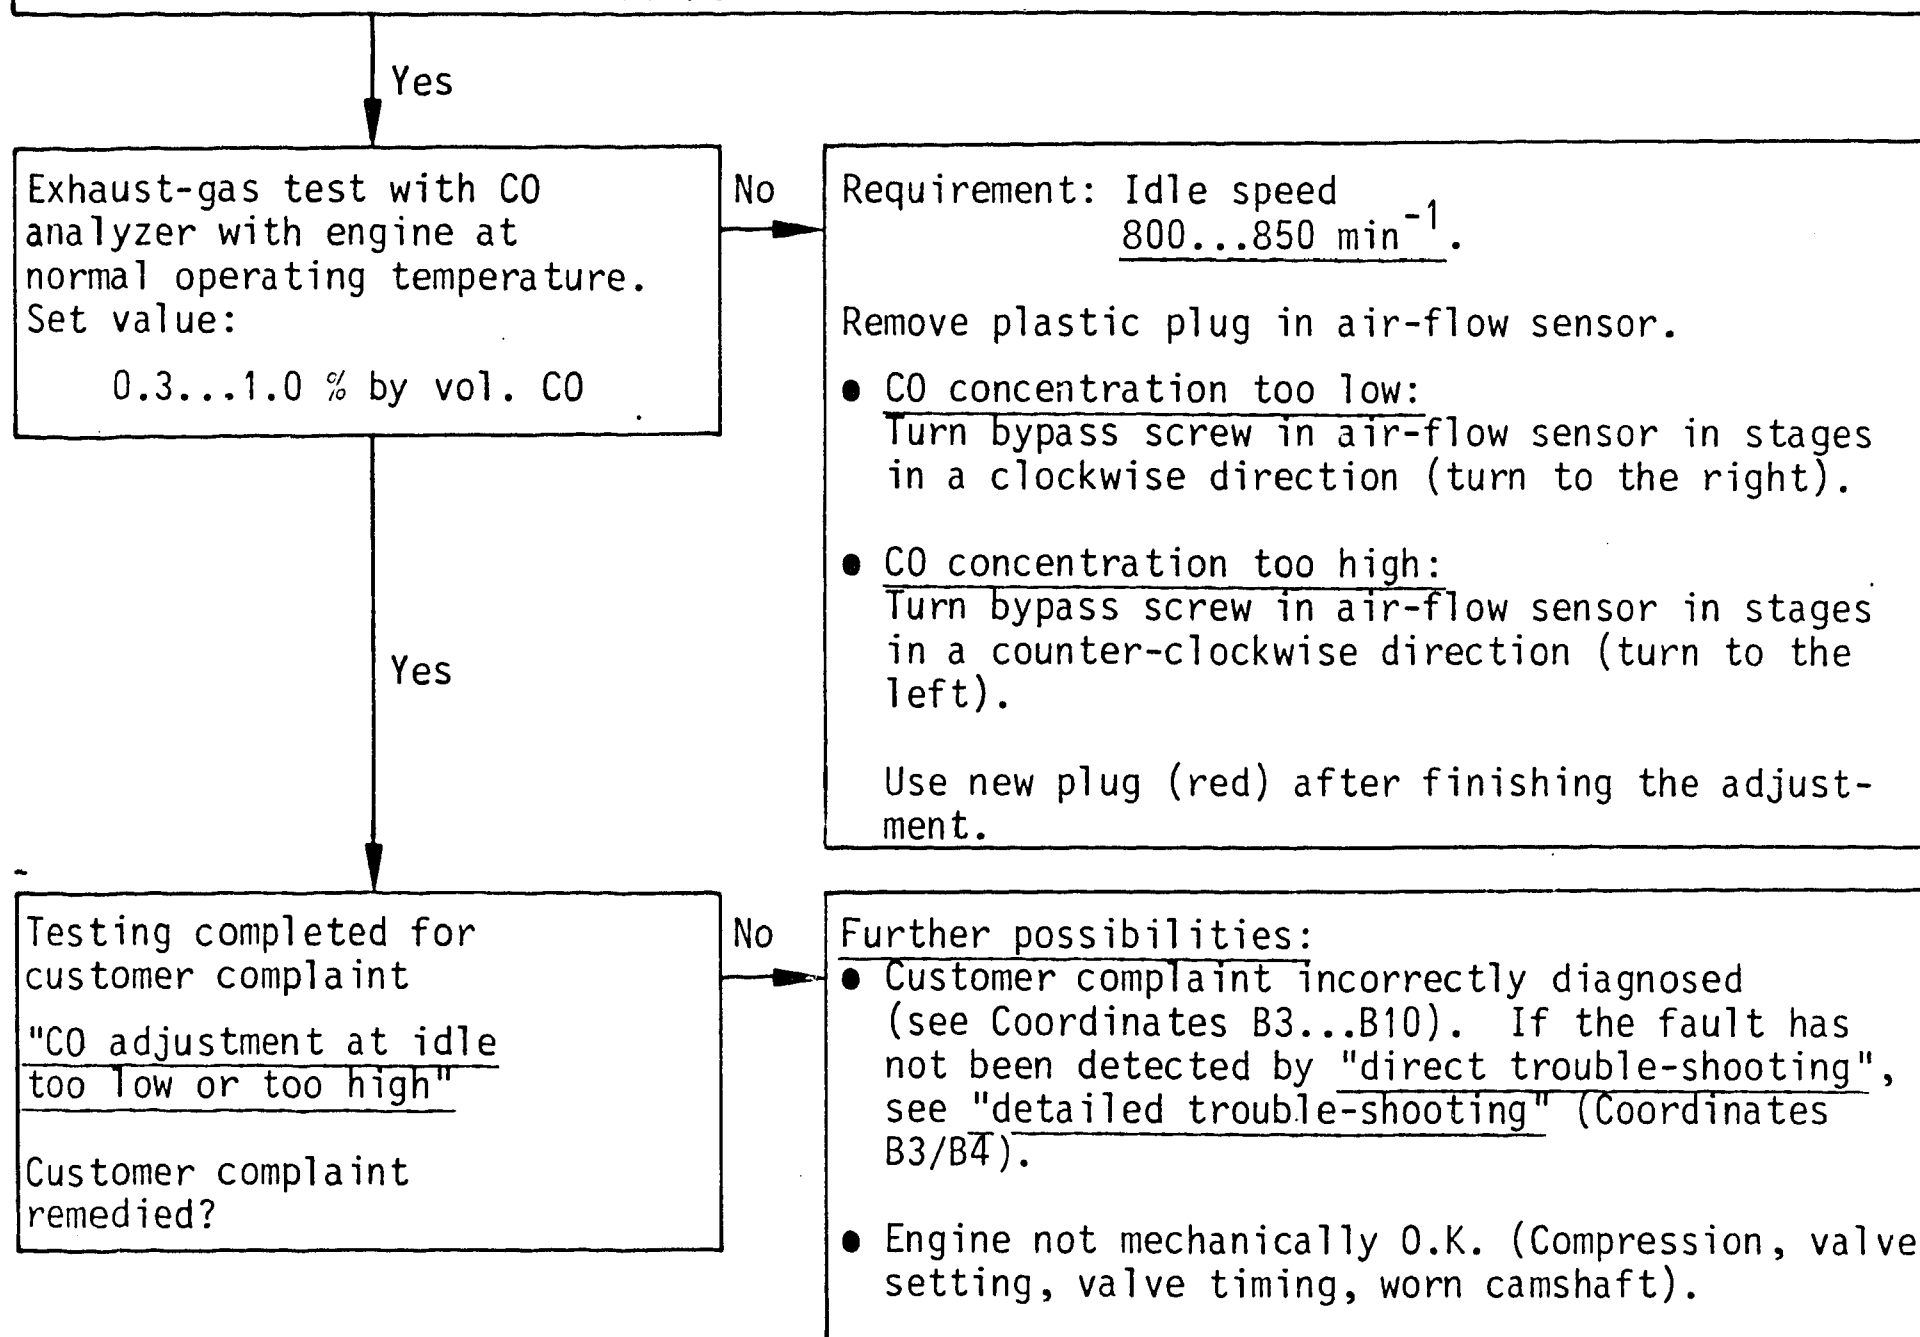 Yes
Exhaust-gas test with CO
analyzer with engine at
normal operating temperature.
Set value:
0.3...1.0 % by vol. CO
No
Requirement: Idle speed
800...850 min⁻¹.
Remove plastic plug in air-flow sensor.
● CO concentration too low:
Turn bypass screw in air-flow sensor in stages
in a clockwise direction (turn to the right).
● CO concentration too high:
Turn bypass screw in air-flow sensor in stages
in a counter-clockwise direction (turn to the
left).
Use new plug (red) after finishing the adjust-
ment.
Yes
Testing completed for
customer complaint
"CO adjustment at idle
too low or too high"
Customer complaint
remedied?
No
Further possibilities:
● Customer complaint incorrectly diagnosed
(see Coordinates B3...B10). If the fault has
not been detected by "direct trouble-shooting",
see "detailed trouble-shooting" (Coordinates
B3/B4).
● Engine not mechanically O.K. (Compression, valve
setting, valve timing, worn camshaft).